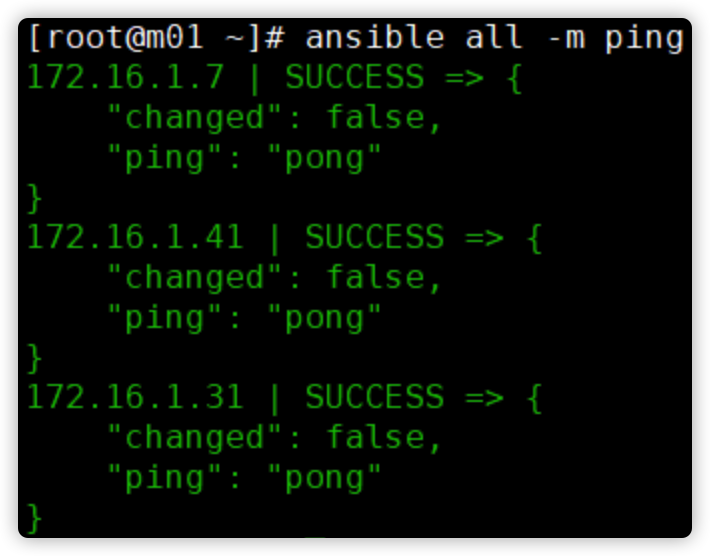 [root@m01 ~]# ansible all -m ping
172.16.1.7 | SUCCESS => {
    "changed": false,
    "ping": "pong"
}
172.16.1.41 | SUCCESS => {
    "changed": false,
    "ping": "pong"
}
172.16.1.31 | SUCCESS => {
    "changed": false,
    "ping": "pong"
}